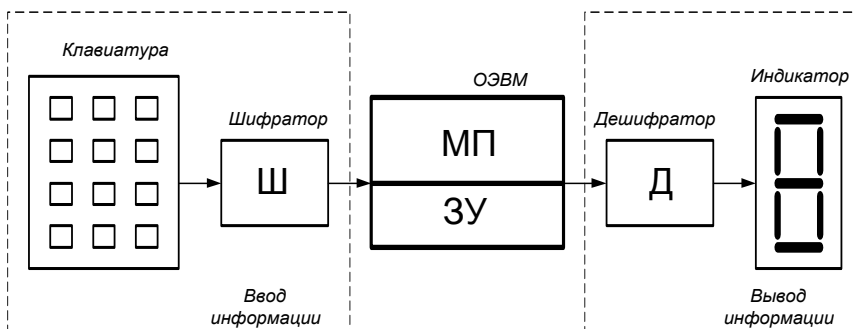 Клавиатура
Шифратор
Ш
Ввод
информации
ОЭВМ
МП
ЗУ
Дешифратор
Д
Индикатор
Вывод
информации